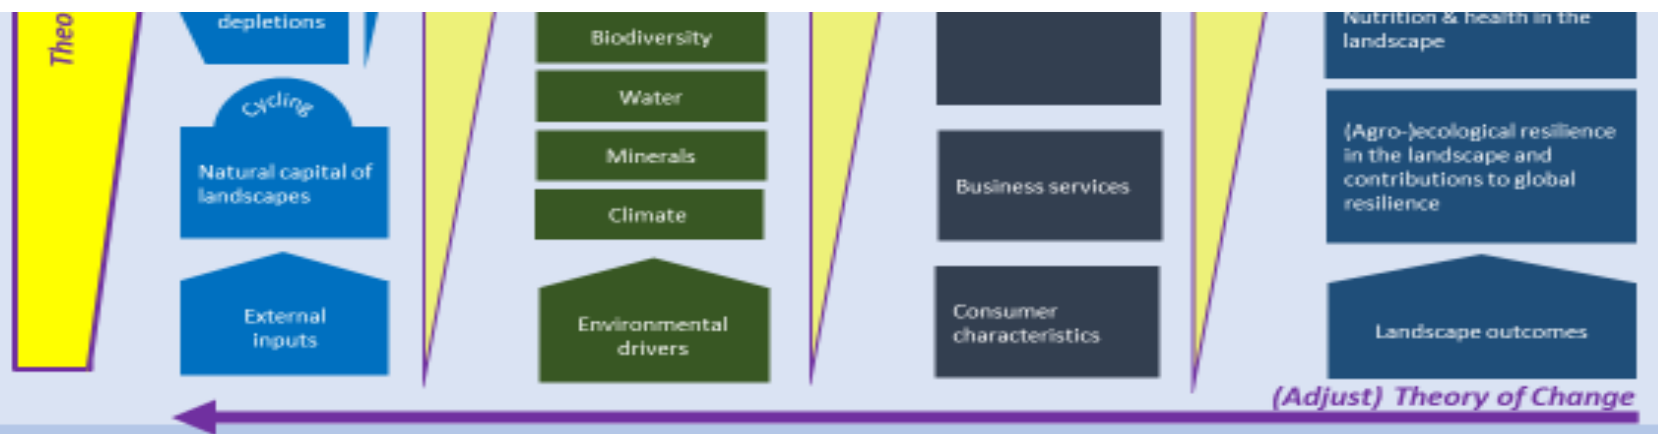 Theo
depletions
Cycling
Natural capital of
landscapes
External
inputs
Biodiversity
Water
Minerals
Climate
Environmental
drivers
Business services
Consumer
characteristics
Nutrition & health in the
landscape
(Agro-)ecological resilience
in the landscape and
contributions to global
resilience
Landscape outcomes
(Adjust) Theory of Change